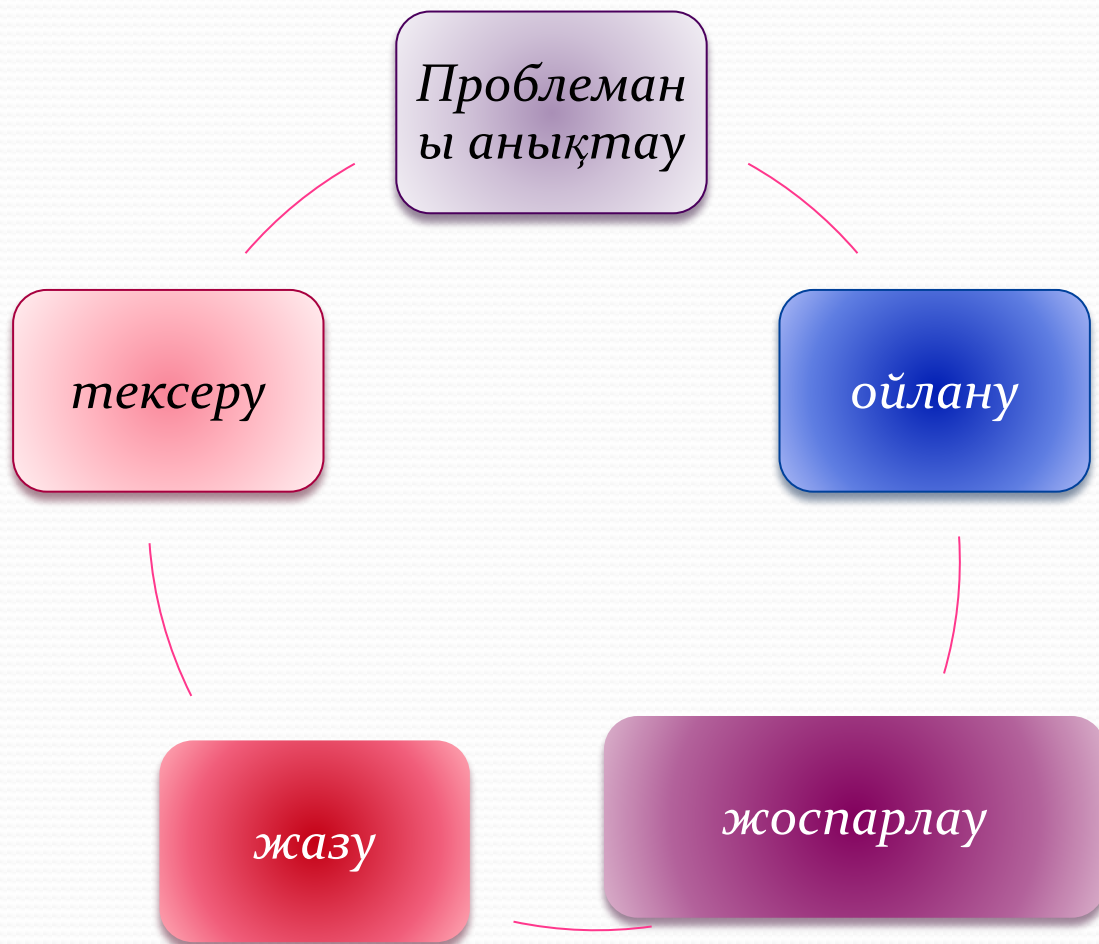 Проблеман
ы анықтау
ойлану
жоспарлау
жазу
тексеру